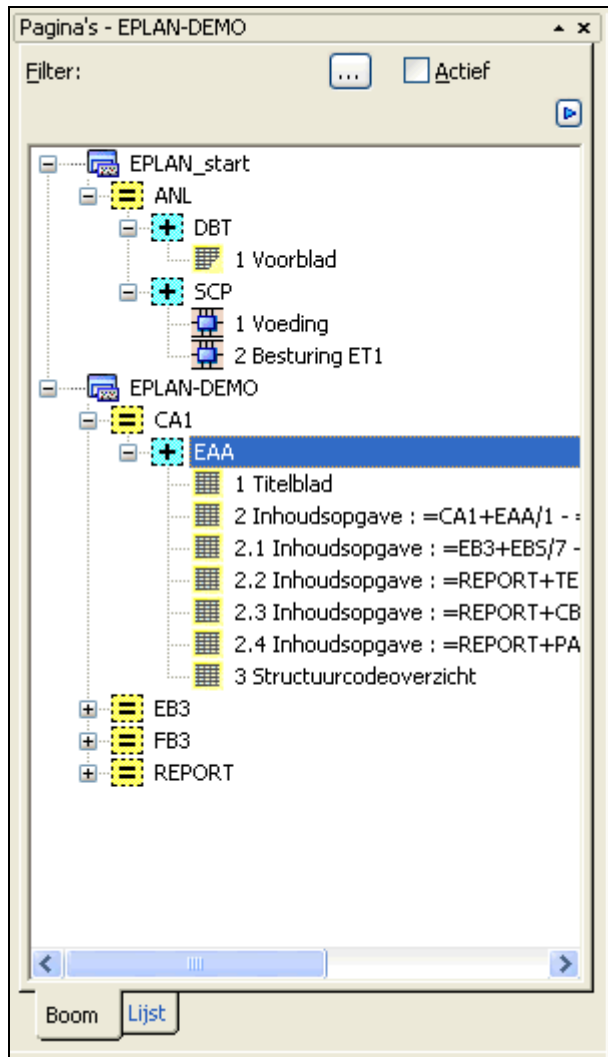 Pagina's - EPLAN-DEMO
Filter: ... Actief
EPLAN_start
ANL
DBT
1 Voorblad
SCP
1 Voeding
2 Besturing ET1
EPLAN-DEMO
CA1
EAA
1 Titelblad
2 Inhoudsopgave : =CA1+EAA/1 - =
2.1 Inhoudsopgave : =EB3+EBS/7 -
2.2 Inhoudsopgave : =REPORT+TE
2.3 Inhoudsopgave : =REPORT+CB
2.4 Inhoudsopgave : =REPORT+PA
3 Structuurcodeoverzicht
EB3
FB3
REPORT
Boom Lijst